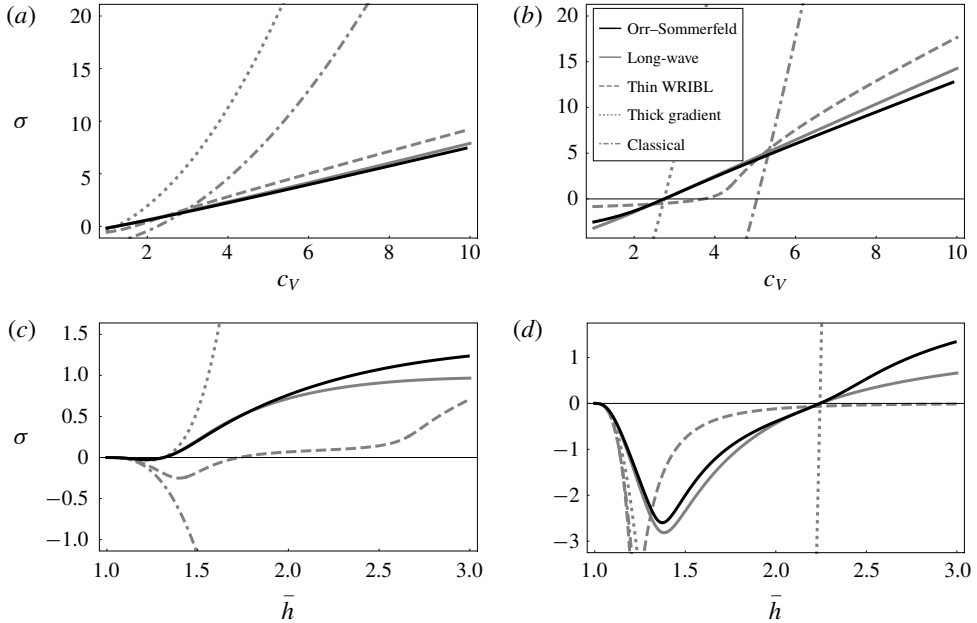 (a)
20
15
10
5
0
σ
2
4
6
8
10
c_V
(b)
20
15
10
5
0
Orr–Sommerfeld
Long-wave
Thin WRIBL
Thick gradient
Classical
2
4
6
8
10
c_V
(c)
1.5
1.0
0.5
0
−0.5
−1.0
σ
1.0
1.5
2.0
2.5
3.0
h̄
(d)
1
0
−1
−2
−3
1.0
1.5
2.0
2.5
3.0
h̄